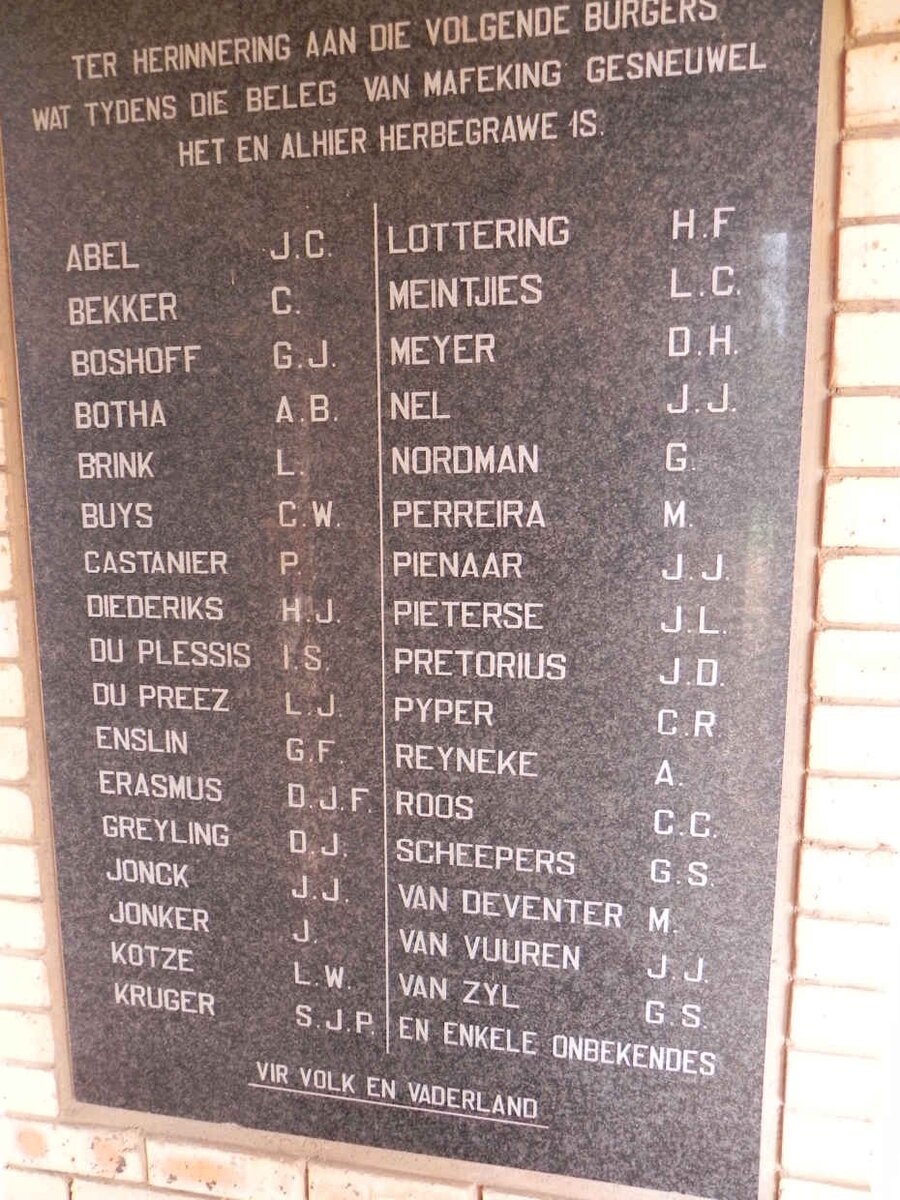 TER HERINNERING AAN DIE VOLGENDE BURGERS
WAT TYDENS DIE BELEG VAN MAFEKING GESNEUWEL
HET EN ALHIER HERBEGRAWE IS.
ABEL J.C.
BEKKER C.
BOSHOFF G.J.
BOTHA A.B.
BRINK L.
BUYS C.W.
CASTANIER P.
DIEDERIKS H.J.
DU PLESSIS I.S.
DU PREEZ L.J.
ENSLIN G.F.
ERASMUS D.J.F.
GREYLING D.J.
JONCK J.J.
JONKER J.
KOTZE L.W.
KRUGER S.J.P.
LOTTERING H.F
MEINTJIES L.C.
MEYER D.H.
NEL J.J.
NORDMAN G.
PERREIRA M.
PIENAAR J.J.
PIETERSE J.L.
PRETORIUS J.D.
PYPER C.R
REYNEKE A.
ROOS C.C.
SCHEEPERS G.S.
VAN DEVENTER M.
VAN VUUREN J.J.
VAN ZYL G.S.
EN ENKELE ONBEKENDES
VIR VOLK EN VADERLAND